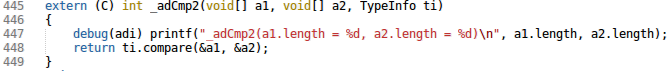 445 extern (C) int _adCmp2(void[] a1, void[] a2, TypeInfo ti)
446 {
447     debug(adi) printf("_adCmp2(a1.length = %d, a2.length = %d)\n", a1.length, a2.length);
448     return ti.compare(&a1, &a2);
449 }